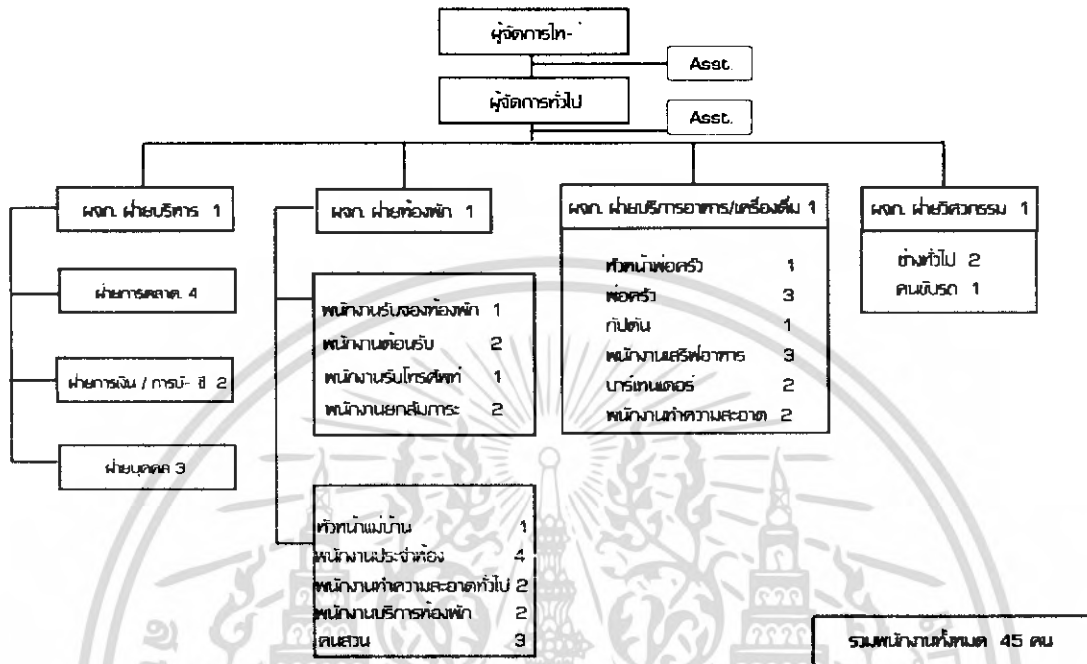 ผู้จัดการให-
Asst.
ผู้จัดการทั่วไป
Asst.
ผจก. ฝ่ายบริหาร 1
ฝ่ายการตลาด 4
ฝ่ายการเงิน / การบั- ชี 2
ฝ่ายบุคคล 3
ผจก. ฝ่ายห้องพัก 1
พนักงานรับจองห้องพัก 1
พนักงานต้อนรับ 2
พนักงานรับโทรศัพท์ 1
พนักงานยกสัมภาระ 2
หัวหน้าแม่บ้าน 1
พนักงานประจำห้อง 4
พนักงานทำความสะอาดทั่วไป 2
พนักงานบริการห้องพัก 2
คนสวน 3
ผจก. ฝ่ายบริการอาหาร/เครื่องดื่ม 1
หัวหน้าพ่อครัว 1
พ่อครัว 3
กัปตัน 1
พนักงานเสริฟอาหาร 3
บาร์เทนเดอร์ 2
พนักงานทำความสะอาด 2
ผจก. ฝ่ายวิศวกรรม 1
ช่างทั่วไป 2
คนขับรถ 1
รวมพนักงานทั้งหมด 45 คน